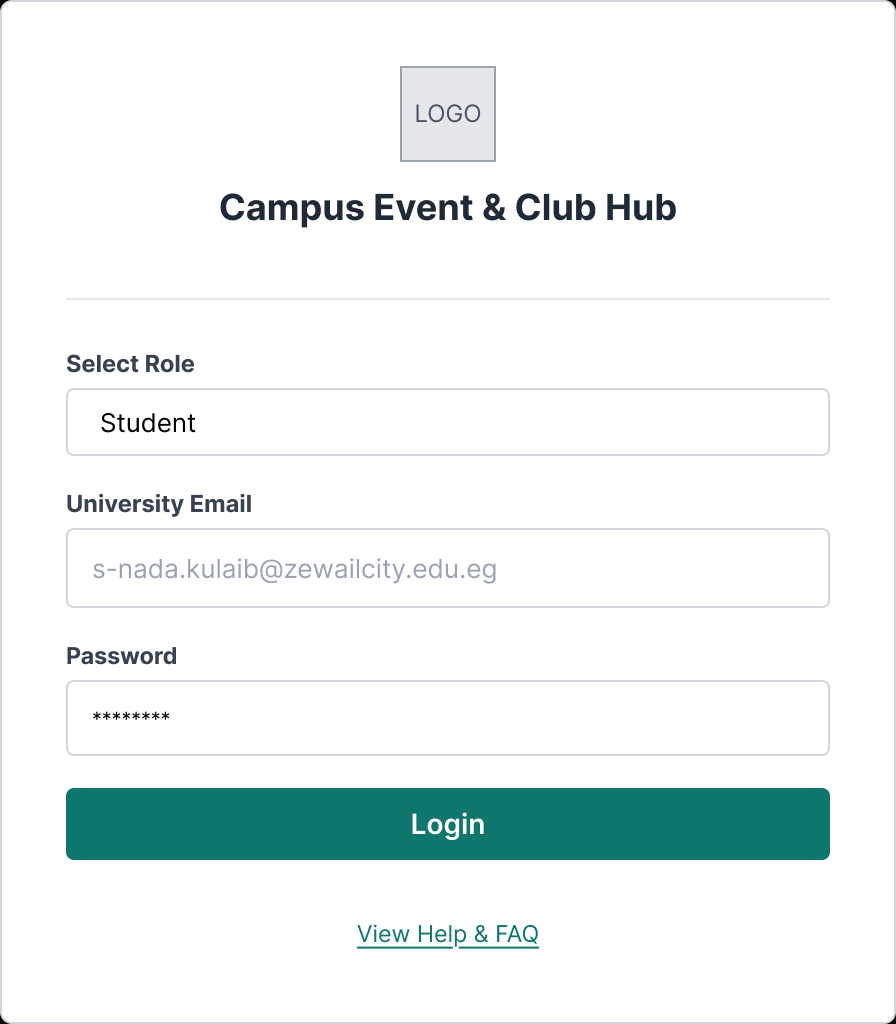 LOGO
Campus Event & Club Hub
Select Role
Student
University Email
s-nada.kulaib@zewailcity.edu.eg
Password
********
Login
View Help & FAQ